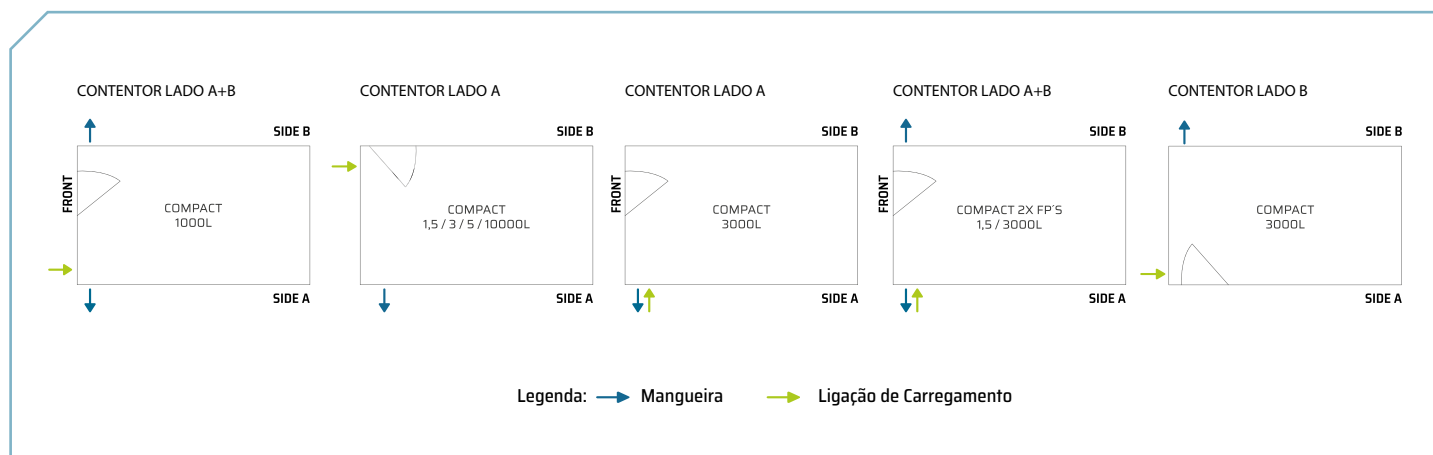 CONTENTOR LADO A+B
SIDE B
FRONT
COMPACT
1000L
SIDE A
CONTENTOR LADO A
SIDE B
COMPACT
1,5 / 3 / 5 / 10000L
SIDE A
CONTENTOR LADO A
SIDE B
FRONT
COMPACT
3000L
SIDE A
CONTENTOR LADO A+B
SIDE B
FRONT
COMPACT 2X FP´S
1,5 / 3000L
SIDE A
CONTENTOR LADO B
SIDE B
COMPACT
3000L
SIDE A
Legenda: Mangueira Ligação de Carregamento